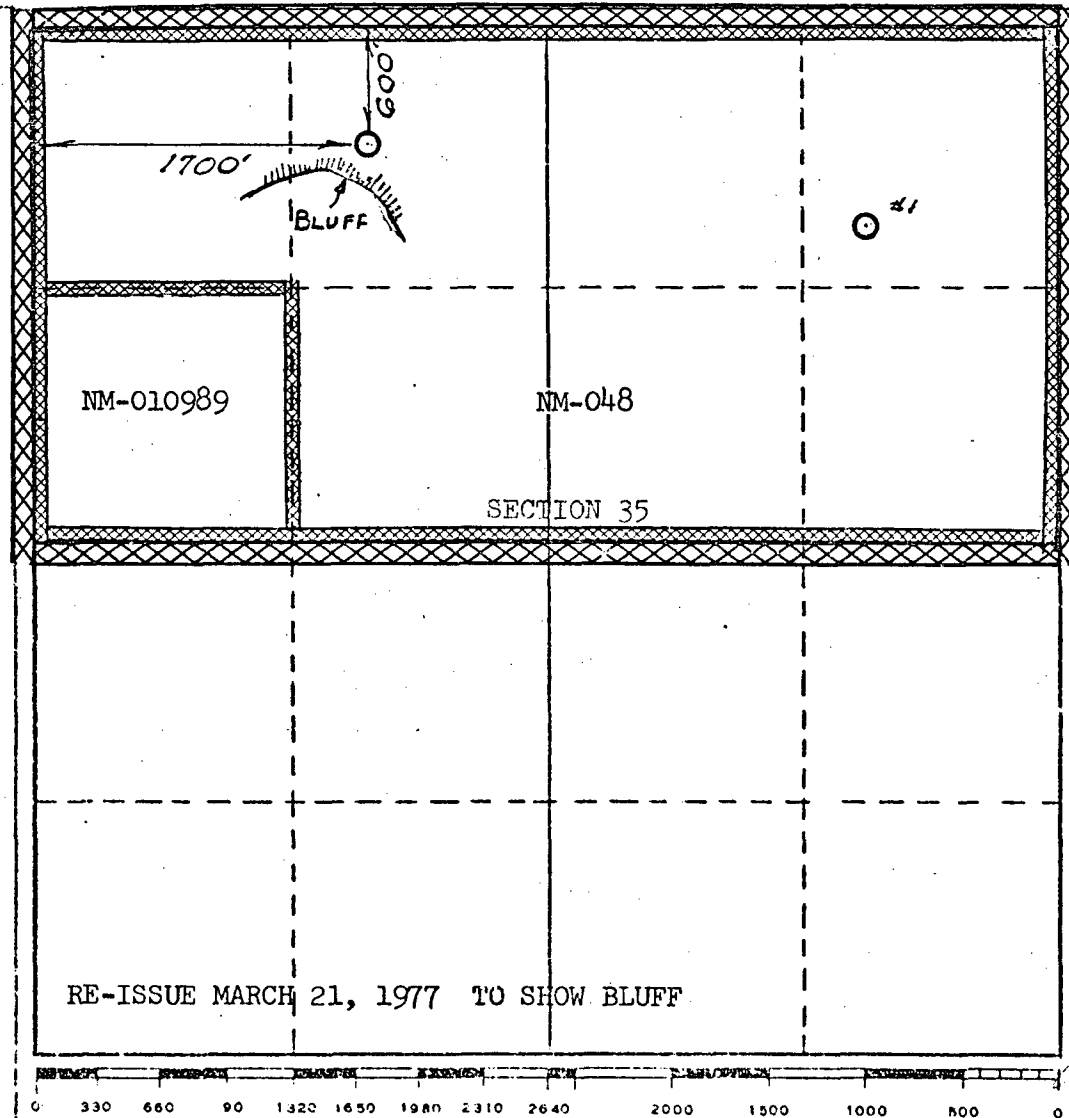 600'
1700'
BLUFF
#1
NM-010989
NM-048
SECTION 35
RE-ISSUE MARCH 21, 1977 TO SHOW BLUFF
0 330 660 90 1320 1650 1980 2310 2640 2000 1500 1000 500 0